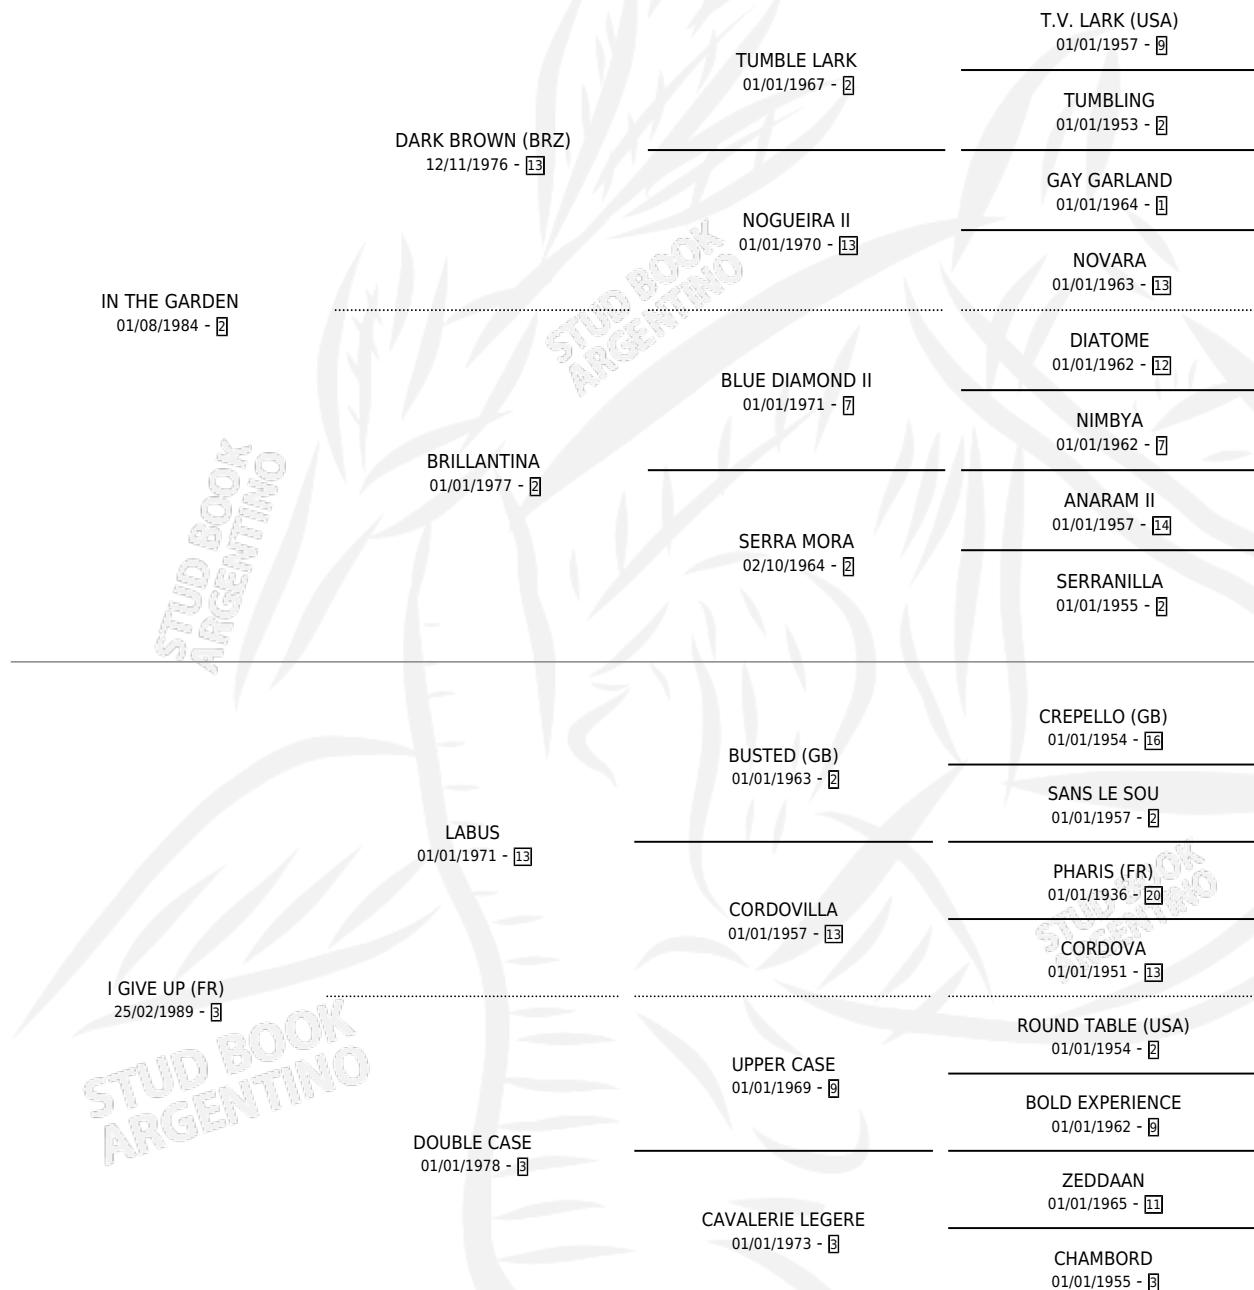 T.V. LARK (USA)
01/01/1957 - 9
TUMBLE LARK
01/01/1967 - 2
TUMBLING
01/01/1953 - 2
DARK BROWN (BRZ)
12/11/1976 - 13
GAY GARLAND
01/01/1964 - 1
NOGUEIRA II
01/01/1970 - 13
NOVARA
01/01/1963 - 13
IN THE GARDEN
01/08/1984 - 2
DIATOME
01/01/1962 - 12
BLUE DIAMOND II
01/01/1971 - 7
NIMBYA
01/01/1962 - 7
BRILLANTINA
01/01/1977 - 2
ANARAM II
01/01/1957 - 14
SERRA MORA
02/10/1964 - 2
SERRANILLA
01/01/1955 - 2
CREPELLO (GB)
01/01/1954 - 16
BUSTED (GB)
01/01/1963 - 2
SANS LE SOU
01/01/1957 - 2
LABUS
01/01/1971 - 13
PHARIS (FR)
01/01/1936 - 20
CORDOVILLA
01/01/1957 - 13
CORDOVA
01/01/1951 - 13
I GIVE UP (FR)
25/02/1989 - 3
ROUND TABLE (USA)
01/01/1954 - 2
UPPER CASE
01/01/1969 - 9
BOLD EXPERIENCE
01/01/1962 - 9
DOUBLE CASE
01/01/1978 - 3
ZEDDAAN
01/01/1965 - 11
CAVALERIE LEGERE
01/01/1973 - 3
CHAMBORD
01/01/1955 - 3
STUD BOOK
ARGENTINO
STUD BOOK
ARGENTINO
STUD BOOK
ARGENTINO
STUD BOOK
ARGENTINO